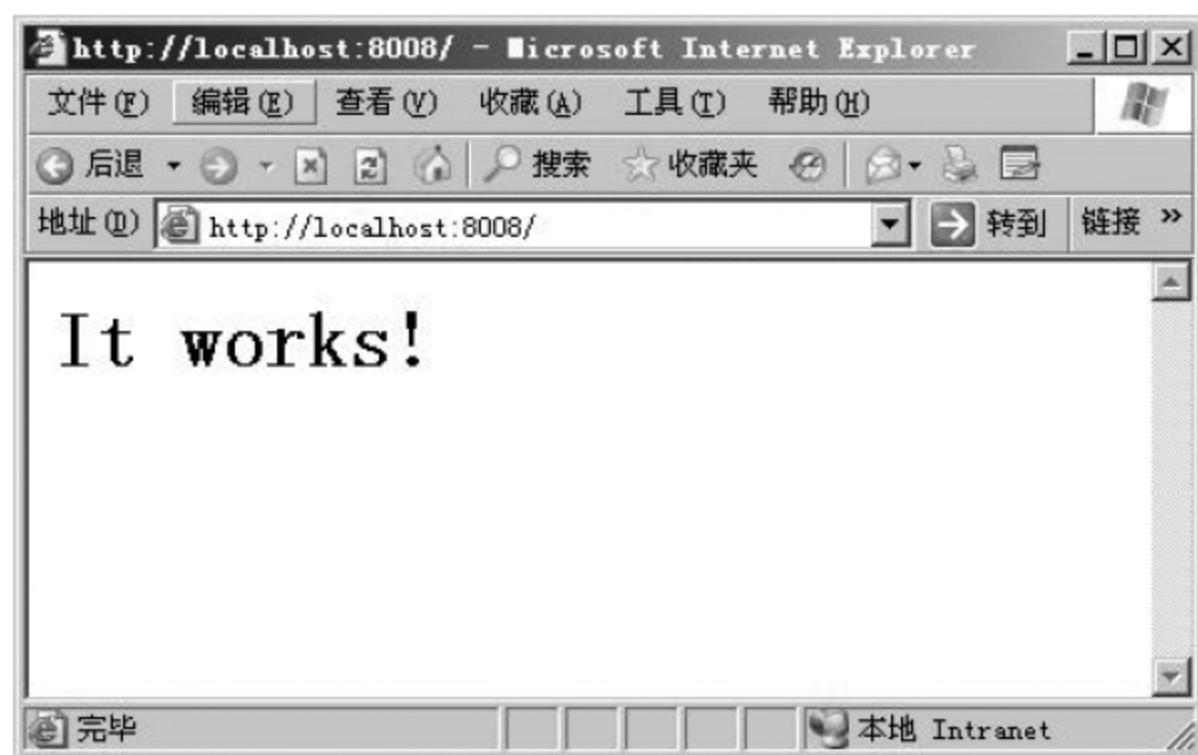 http://localhost:8008/ - Microsoft Internet Explorer
文件(F) 编辑(E) 查看(V) 收藏(A) 工具(T) 帮助(H)
后退 搜索 收藏夹
地址(D) http://localhost:8008/ 转到 链接 »
It works!
完毕 本地 Intranet